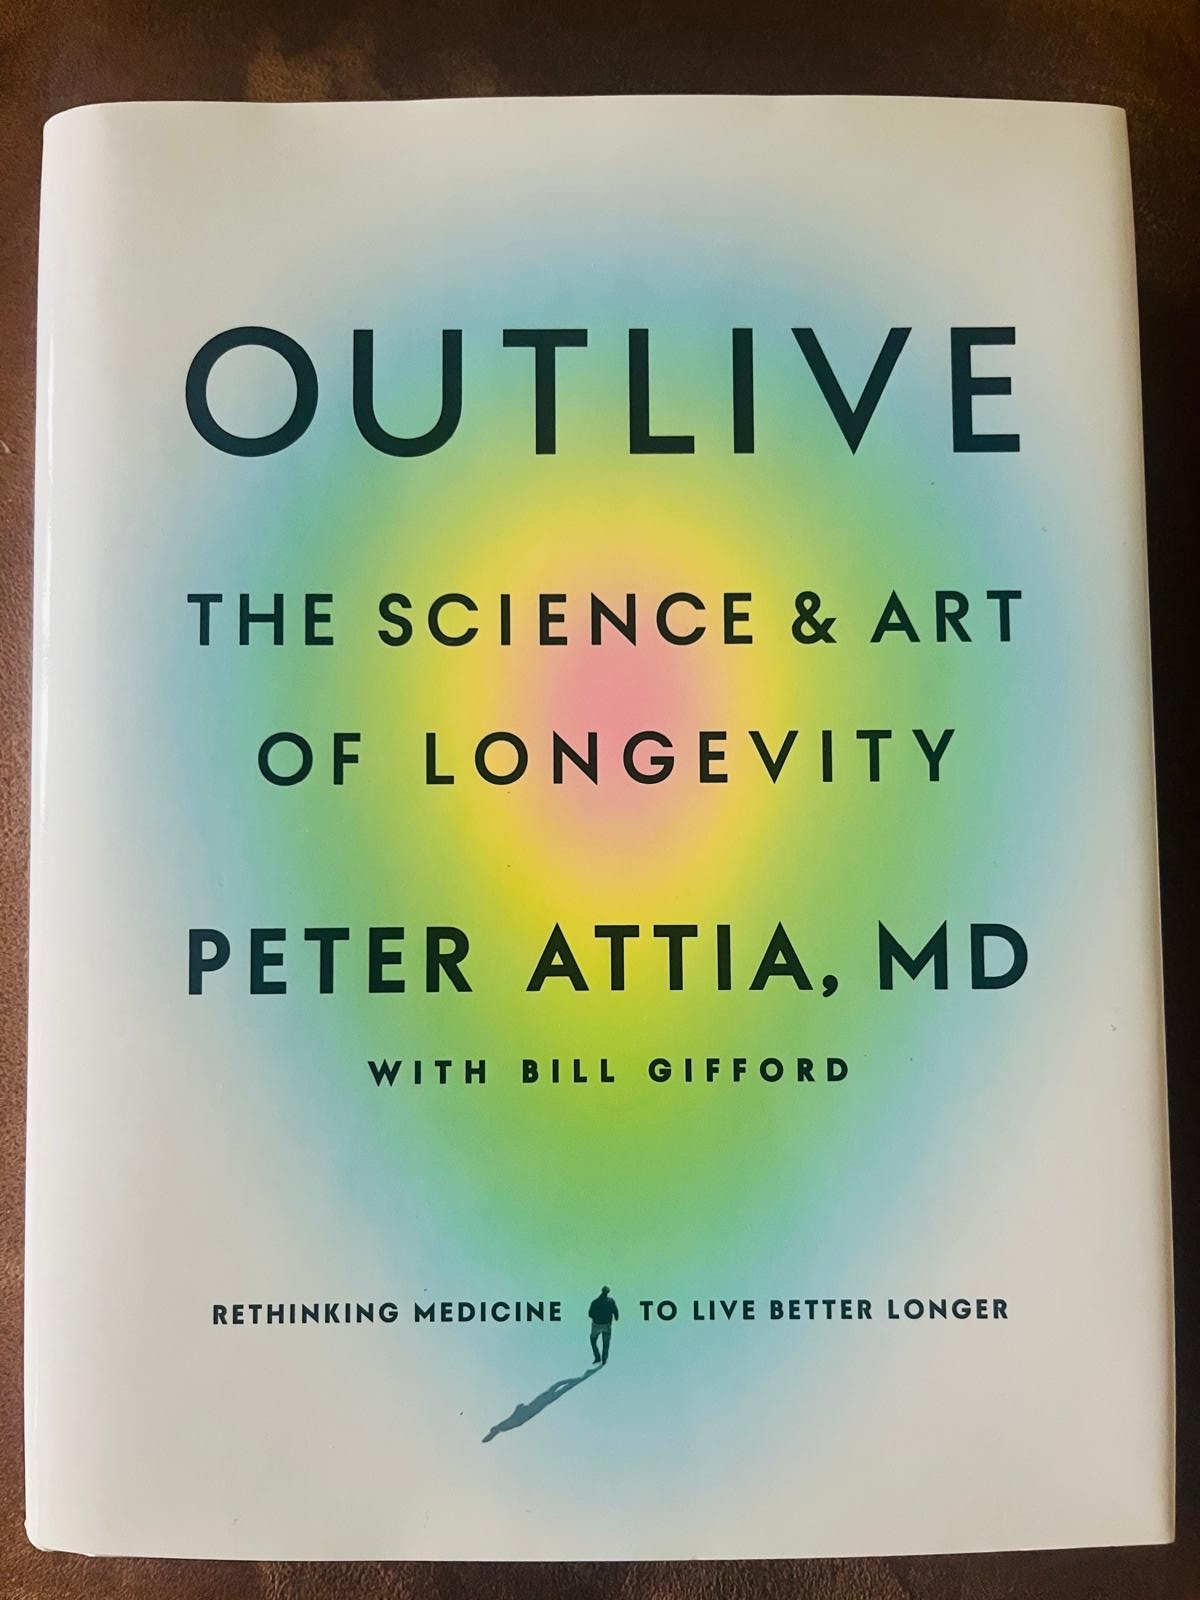 OUTLIVE
THE SCIENCE & ART
OF LONGEVITY
PETER ATTIA, MD
WITH BILL GIFFORD
RETHINKING MEDICINE TO LIVE BETTER LONGER